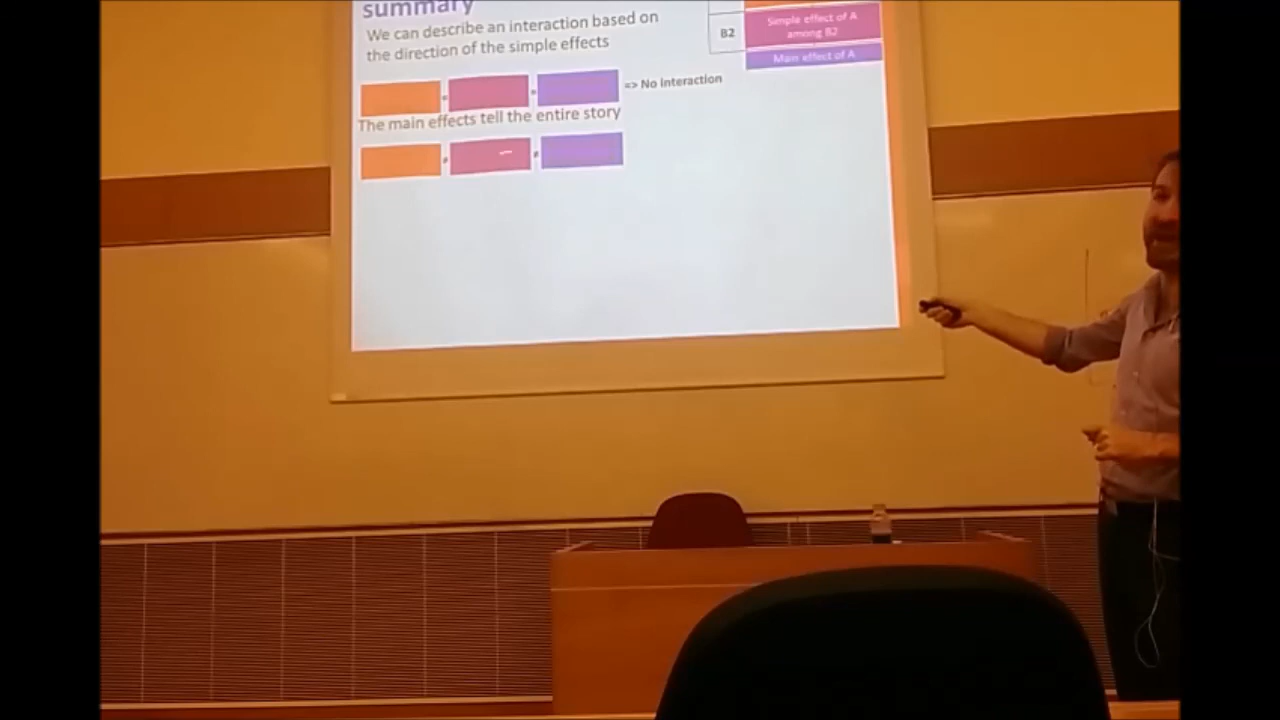 summary
We can describe an interaction based on
the direction of the simple effects
B2
Simple effect of A
among B2
Main effect of A
=> No interaction
The main effects tell the entire story